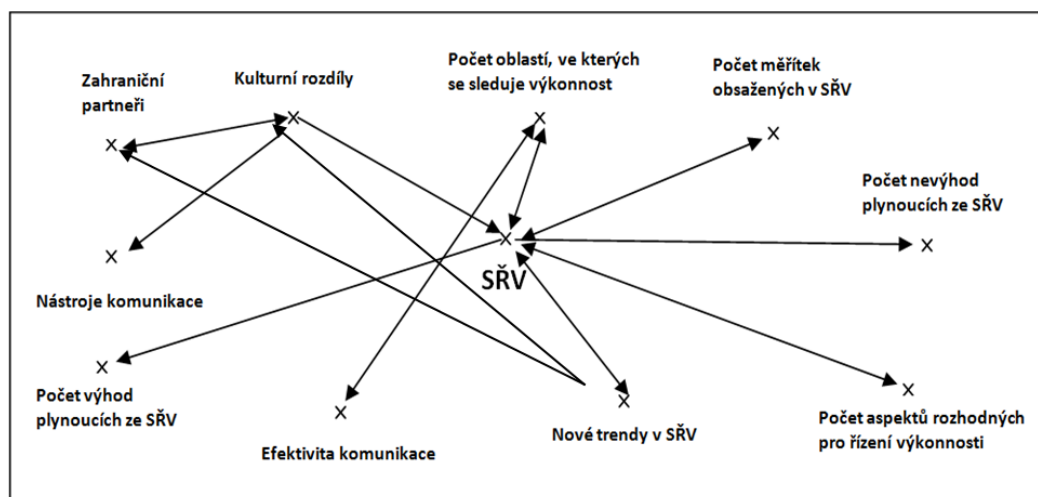 Zahraniční
partneři
Kulturní rozdíly
Počet oblastí, ve kterých
se sleduje výkonnost
Počet měřítek
obsažených v SŘV
Počet nevýhod
plynoucích ze SŘV
SŘV
Nástroje komunikace
Počet výhod
plynoucích ze SŘV
Efektivita komunikace
Nové trendy v SŘV
Počet aspektů rozhodných
pro řízení výkonnosti